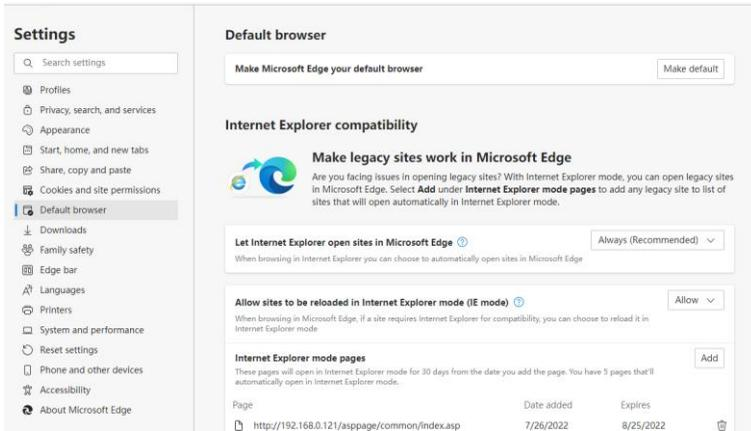 Settings
Search settings
Profiles
Privacy, search, and services
Appearance
Start, home, and new tabs
Share, copy and paste
Cookies and site permissions
Default browser
Downloads
Family safety
Edge bar
Languages
Printers
System and performance
Reset settings
Phone and other devices
Accessibility
About Microsoft Edge
Default browser
Make Microsoft Edge your default browser
Make default
Internet Explorer compatibility
Make legacy sites work in Microsoft Edge
Are you facing issues in opening legacy sites? With Internet Explorer mode, you can open legacy sites
in Microsoft Edge. Select Add under Internet Explorer mode pages to add any legacy site to list of
sites that will open automatically in Internet Explorer mode.
Let Internet Explorer open sites in Microsoft Edge
Always (Recommended)
When browsing in Internet Explorer you can choose to automatically open sites in Microsoft Edge
Allow sites to be reloaded in Internet Explorer mode (IE mode)
Allow
When browsing in Microsoft Edge, if a site requires Internet Explorer for compatibility, you can choose to reload it in
Internet Explorer mode
Internet Explorer mode pages
Add
These pages will open in Internet Explorer mode for 30 days from the date you add the page. You have 5 pages that'll
automatically open in Internet Explorer mode.
Page Date added Expires
http://192.168.0.121/asppage/common/index.asp 7/26/2022 8/25/2022